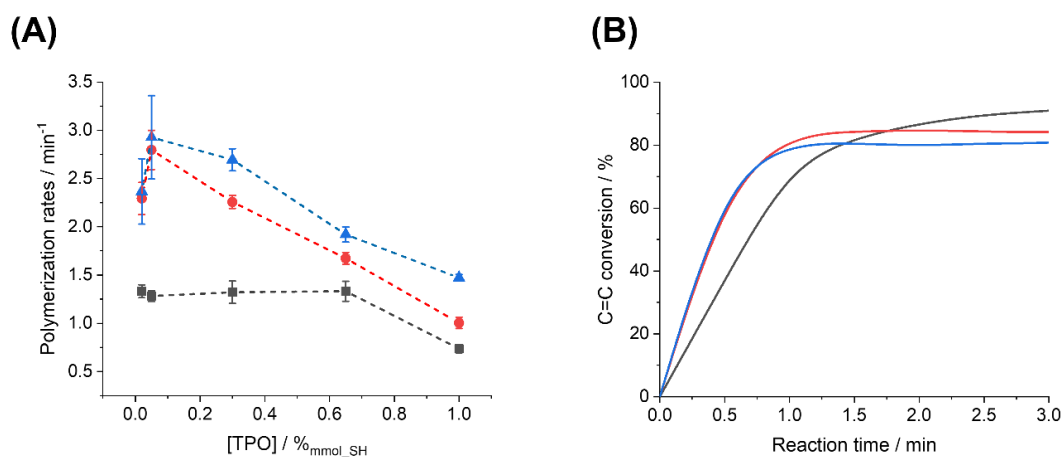 (A)
3.5
3.0
2.5
2.0
1.5
1.0
0.5
Polymerization rates / min⁻¹
0.0 0.2 0.4 0.6 0.8 1.0
[TPO] / %mmol_SH
(B)
100
80
60
40
20
0
C=C conversion / %
0.0 0.5 1.0 1.5 2.0 2.5 3.0
Reaction time / min